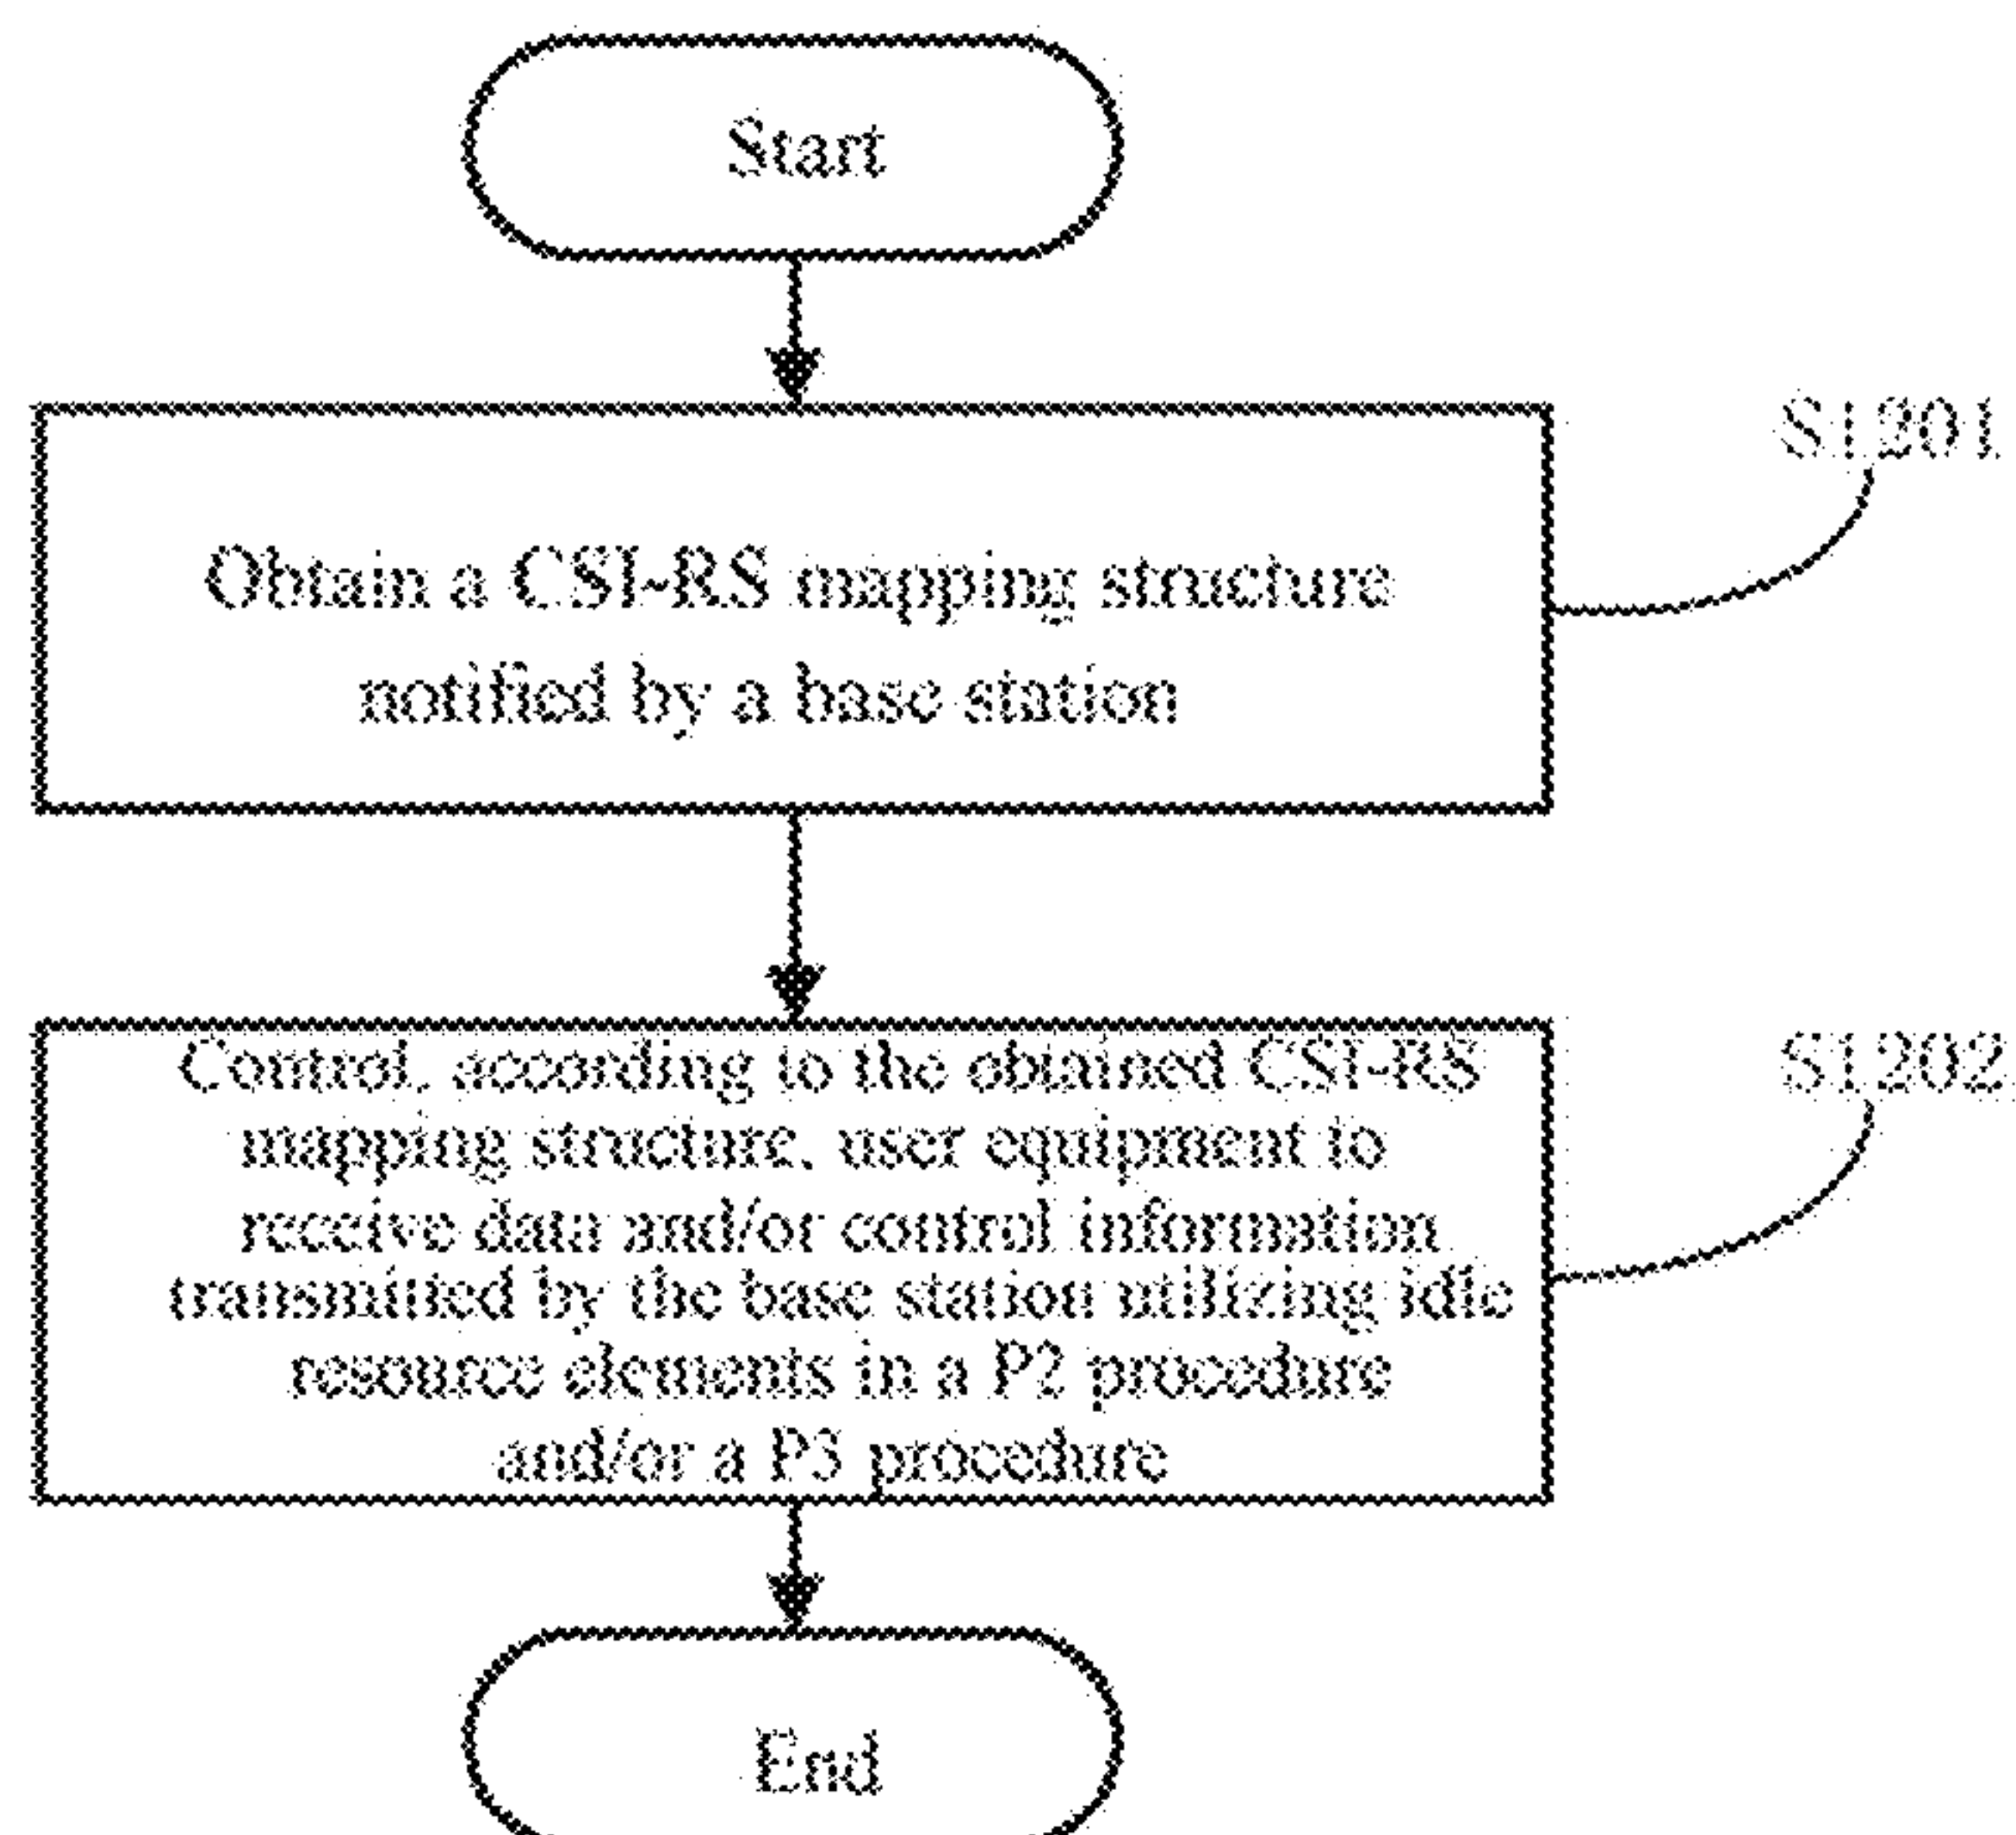 Start
S1201
Obtain a CSI-RS mapping structure
notified by a base station
S1202
Control, according to the obtained CSI-RS
mapping structure, user equipment to
receive data and/or control information
transmitted by the base station utilizing idle
resource elements in a P2 procedure
and/or a P3 procedure
End